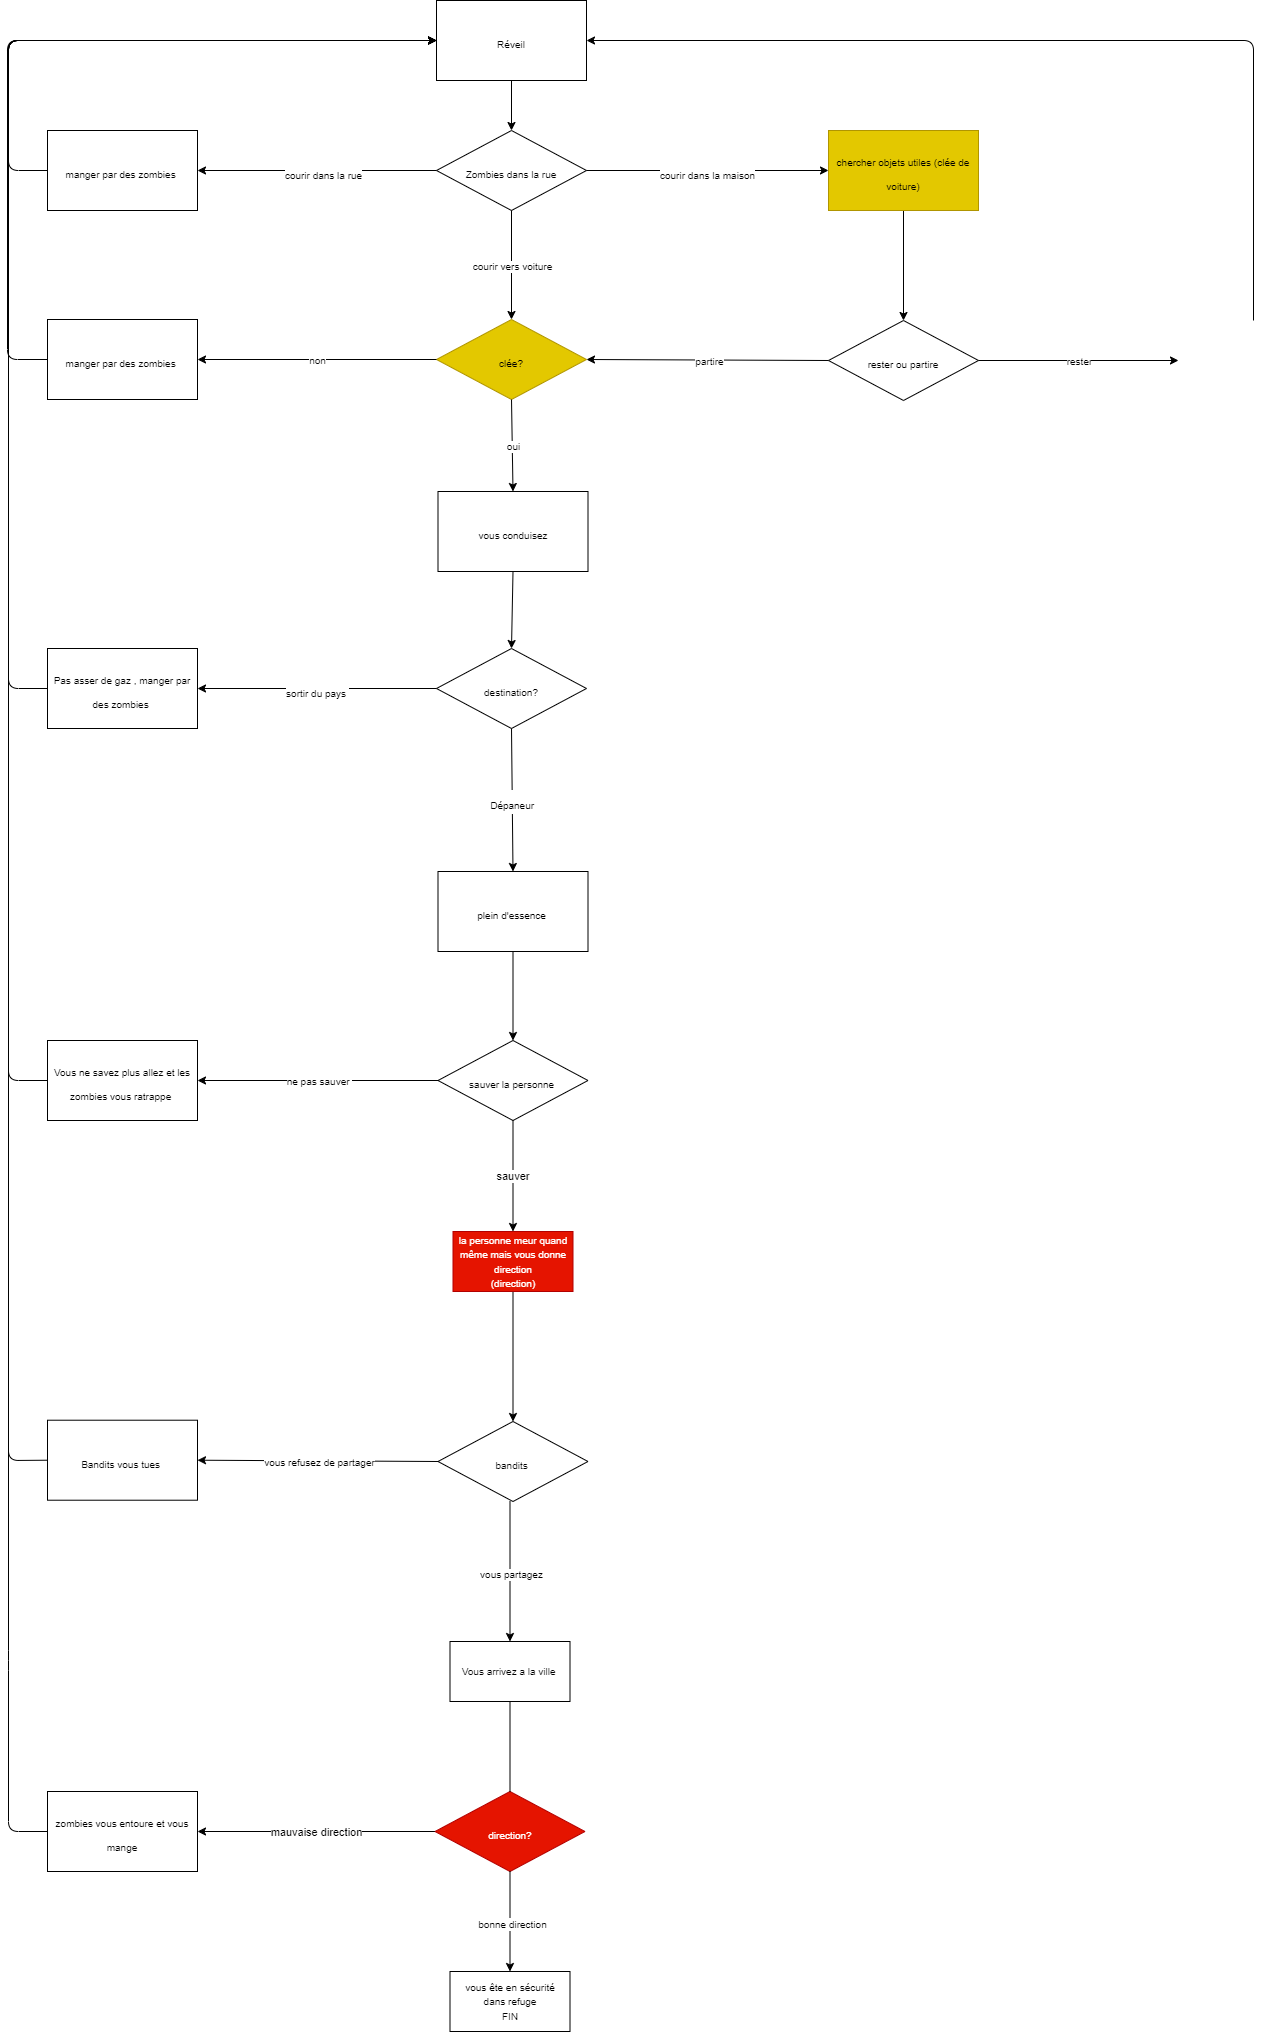 Réveil
manger par des zombies
courir dans la rue
Zombies dans la rue
courir dans la maison
chercher objets utiles (clée de
voiture)
courir vers voiture
manger par des zombies
non
clée?
partire
rester ou partire
rester
oui
vous conduisez
Pas asser de gaz , manger par
des zombies
sortir du pays
destination?
Dépaneur
plein d'essence
Vous ne savez plus allez et les
zombies vous ratrappe
ne pas sauver
sauver la personne
sauver
la personne meur quand
même mais vous donne
direction
(direction)
Bandits vous tues
vous refusez de partager
bandits
vous partagez
Vous arrivez a la ville
zombies vous entoure et vous
mange
mauvaise direction
direction?
bonne direction
vous ête en sécurité
dans refuge
FIN